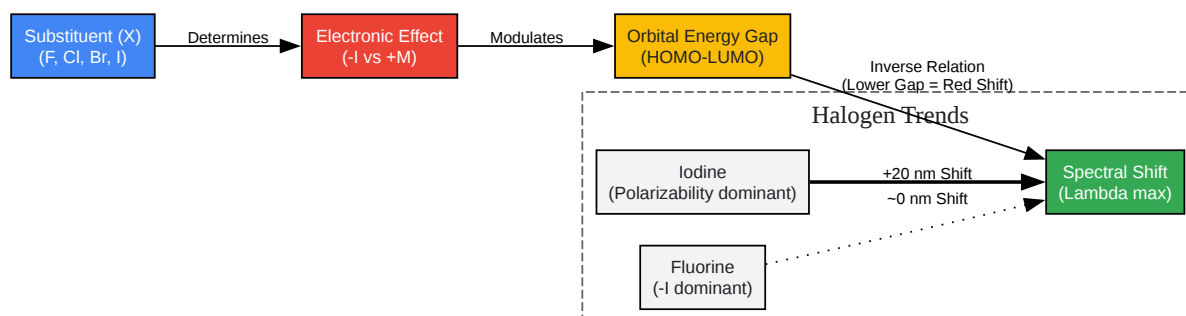 Substituent (X)
(F, Cl, Br, I)
Determines
Electronic Effect
(-I vs +M)
Modulates
Orbital Energy Gap
(HOMO-LUMO)
Inverse Relation
(Lower Gap = Red Shift)
Halogen Trends
Iodine
(Polarizability dominant)
+20 nm Shift
~0 nm Shift
Spectral Shift
(Lambda max)
Fluorine
(-I dominant)